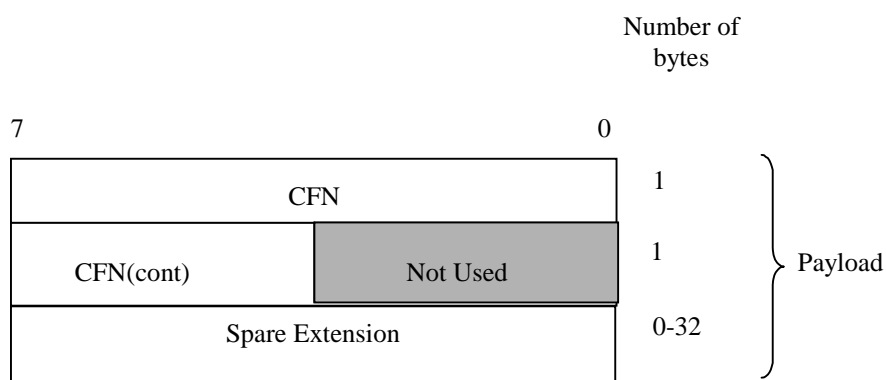 Number of
bytes
7 0
CFN 1
CFN(cont) Not Used 1
Payload
Spare Extension 0-32